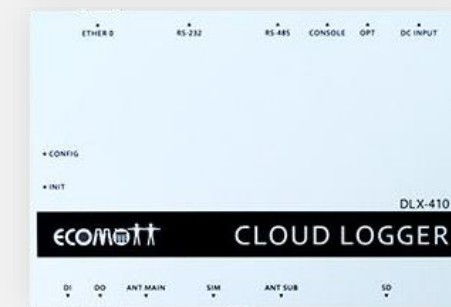 ETHER 0 RS-232 RS-485 CONSOLE OPT DC INPUT
CONFIG
INIT
DLX-410
ecomott CLOUD LOGGER
DI DO ANT MAIN SIM ANT SUB SD